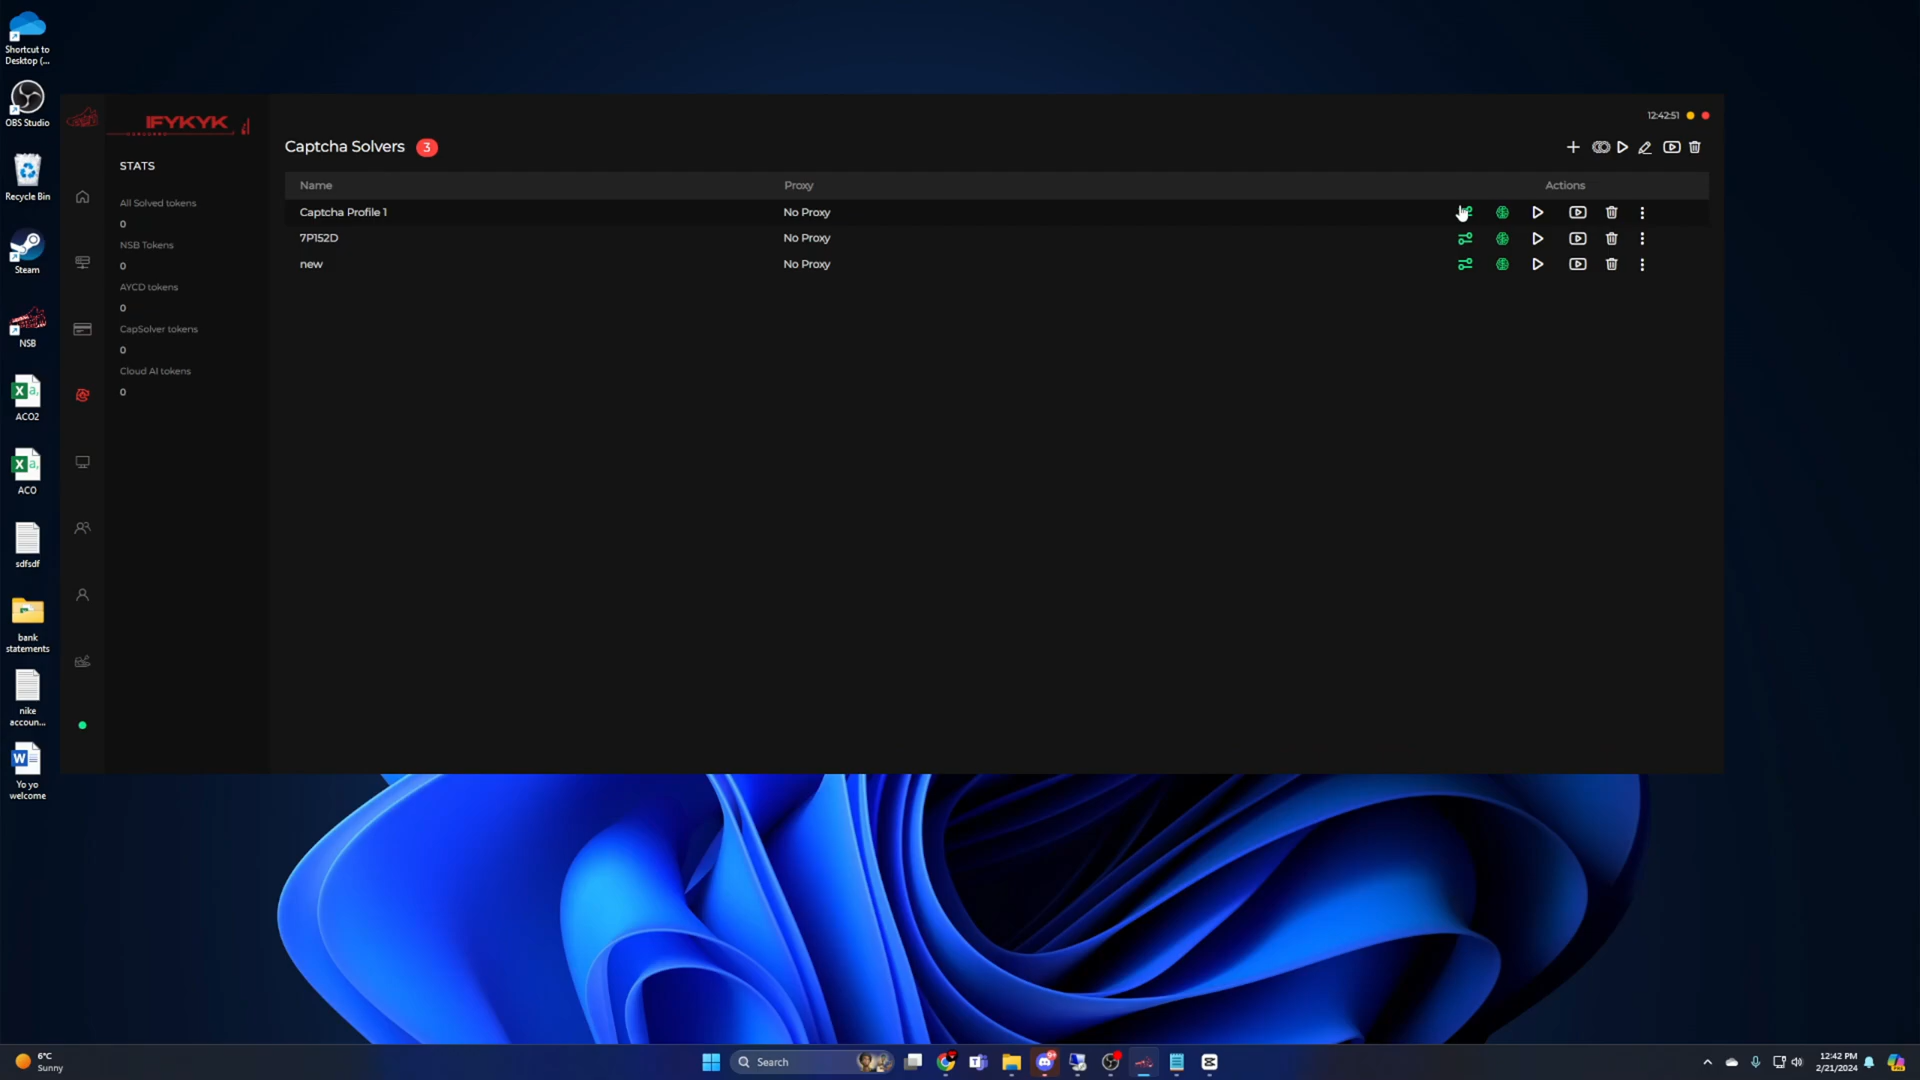 Shortcut to
Desktop (...
OBS Studio
Recycle Bin
Steam
NSB
ACO2
ACO
sdfsdf
bank
statements
nike
accoun...
Yo yo
welcome
IFYKYK
STATS
All Solved tokens
0
NSB Tokens
0
AYCD tokens
0
CapSolver tokens
0
Cloud AI tokens
0
12:42:51
Captcha Solvers 3
Name Proxy Actions
Captcha Profile 1 No Proxy
7P152D No Proxy
new No Proxy
6°C
Sunny
Search
12:42 PM
2/21/2024